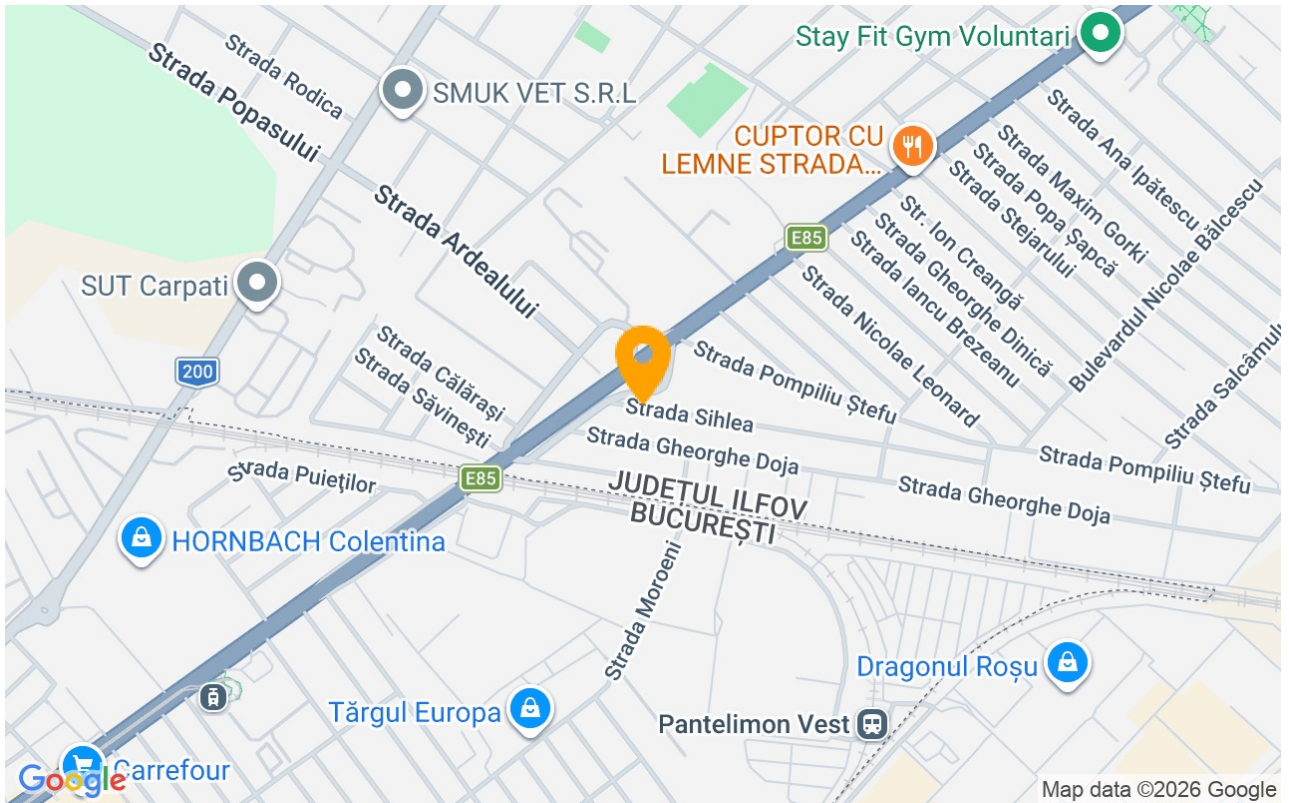 Stay Fit Gym Voluntari
Strada Rodica
Strada Popasului
SMUK VET S.R.L
CUPTOR CU
LEMNE STRADA...
Strada Ana Ipătescu
Strada Maxim Gorki
Strada Popa Șapcă
Strada Stejarului
Bulevardul Nicolae Bălcescu
Strada Ardealului
Str. Ion Creangă
Strada Gheorghe Dinică
Strada Iancu Brezeanu
E85
SUT Carpati
Strada Nicolae Leonard
Strada Salcâmul
Strada Călărași
Strada Săvinești
200
Strada Pompiliu Ștefu
Strada Sihlea
Strada Gheorghe Doja
Strada Pompiliu Ștefu
Strada Puieților
E85
JUDEȚUL ILFOV
BUCUREȘTI
Strada Gheorghe Doja
HORNBACH Colentina
Strada Moroeni
Dragonul Roșu
Târgul Europa
Pantelimon Vest
Carrefour
Google
Map data ©2026 Google